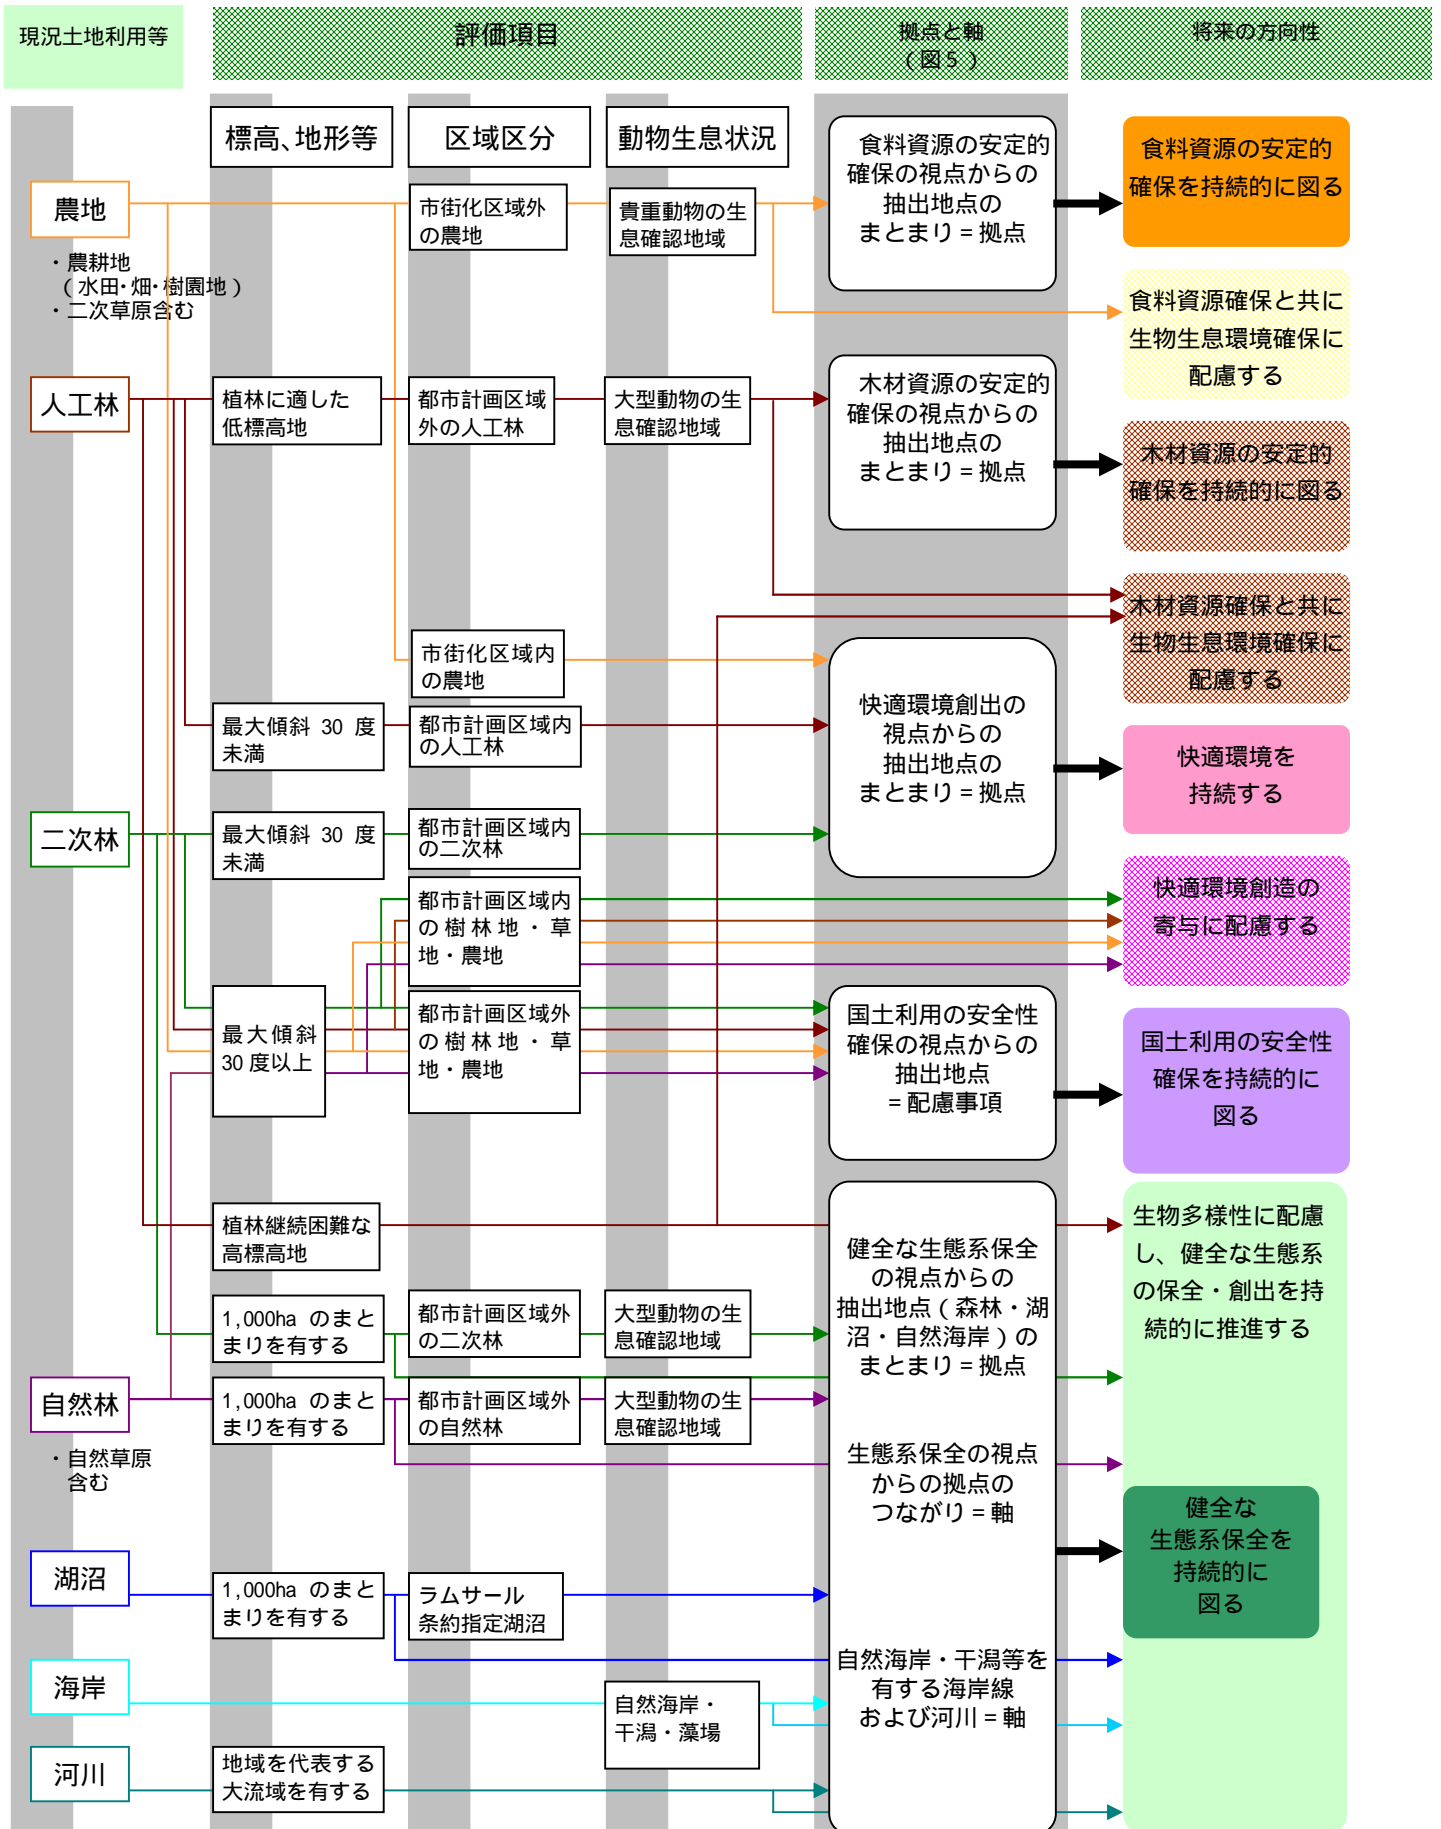 現況土地利用等
評価項目
拠点と軸
(図5)
将来の方向性
標高、地形等
区域区分
動物生息状況
農地
・農耕地
(水田・畑・樹園地)
・二次草原含む
市街化区域外
の農地
貴重動物の生
息確認地域
食料資源の安定的
確保の視点からの
抽出地点の
まとまり=拠点
食料資源の安定的
確保を持続的に図る
食料資源確保と共に
生物生息環境確保に
配慮する
人工林
植林に適した
低標高地
都市計画区域
外の人工林
大型動物の生
息確認地域
木材資源の安定的
確保の視点からの
抽出地点の
まとまり=拠点
木材資源の安定的
確保を持続的に図る
木材資源確保と共に
生物生息環境確保に
配慮する
市街化区域内
の農地
最大傾斜 30 度
未満
都市計画区域内
の人工林
快適環境創出の
視点からの
抽出地点の
まとまり=拠点
快適環境を
持続する
二次林
最大傾斜 30 度
未満
都市計画区域内
の二次林
都市計画区域内
の樹林地・草
地・農地
快適環境創造の
寄与に配慮する
最大傾斜
30度以上
都市計画区域外
の樹林地・草
地・農地
国土利用の安全性
確保の視点からの
抽出地点
=配慮事項
国土利用の安全性
確保を持続的に
図る
植林継続困難な
高標高地
1,000ha のまと
まりを有する
都市計画区域外
の二次林
大型動物の生
息確認地域
健全な生態系保全
の視点からの
抽出地点(森林・湖
沼・自然海岸)の
まとまり=拠点
生物多様性に配慮
し、健全な生態系
の保全・創出を持
続的に推進する
自然林
・自然草原
含む
1,000ha のまと
まりを有する
都市計画区域外
の自然林
大型動物の生
息確認地域
生態系保全の視点
からの拠点の
つながり=軸
健全な
生態系保全を
持続的に
図る
湖沼
1,000ha のまと
まりを有する
ラムサール
条約指定湖沼
海岸
自然海岸・
干潟・藻場
自然海岸・干潟等を
有する海岸線
および河川=軸
河川
地域を代表する
大流域を有する